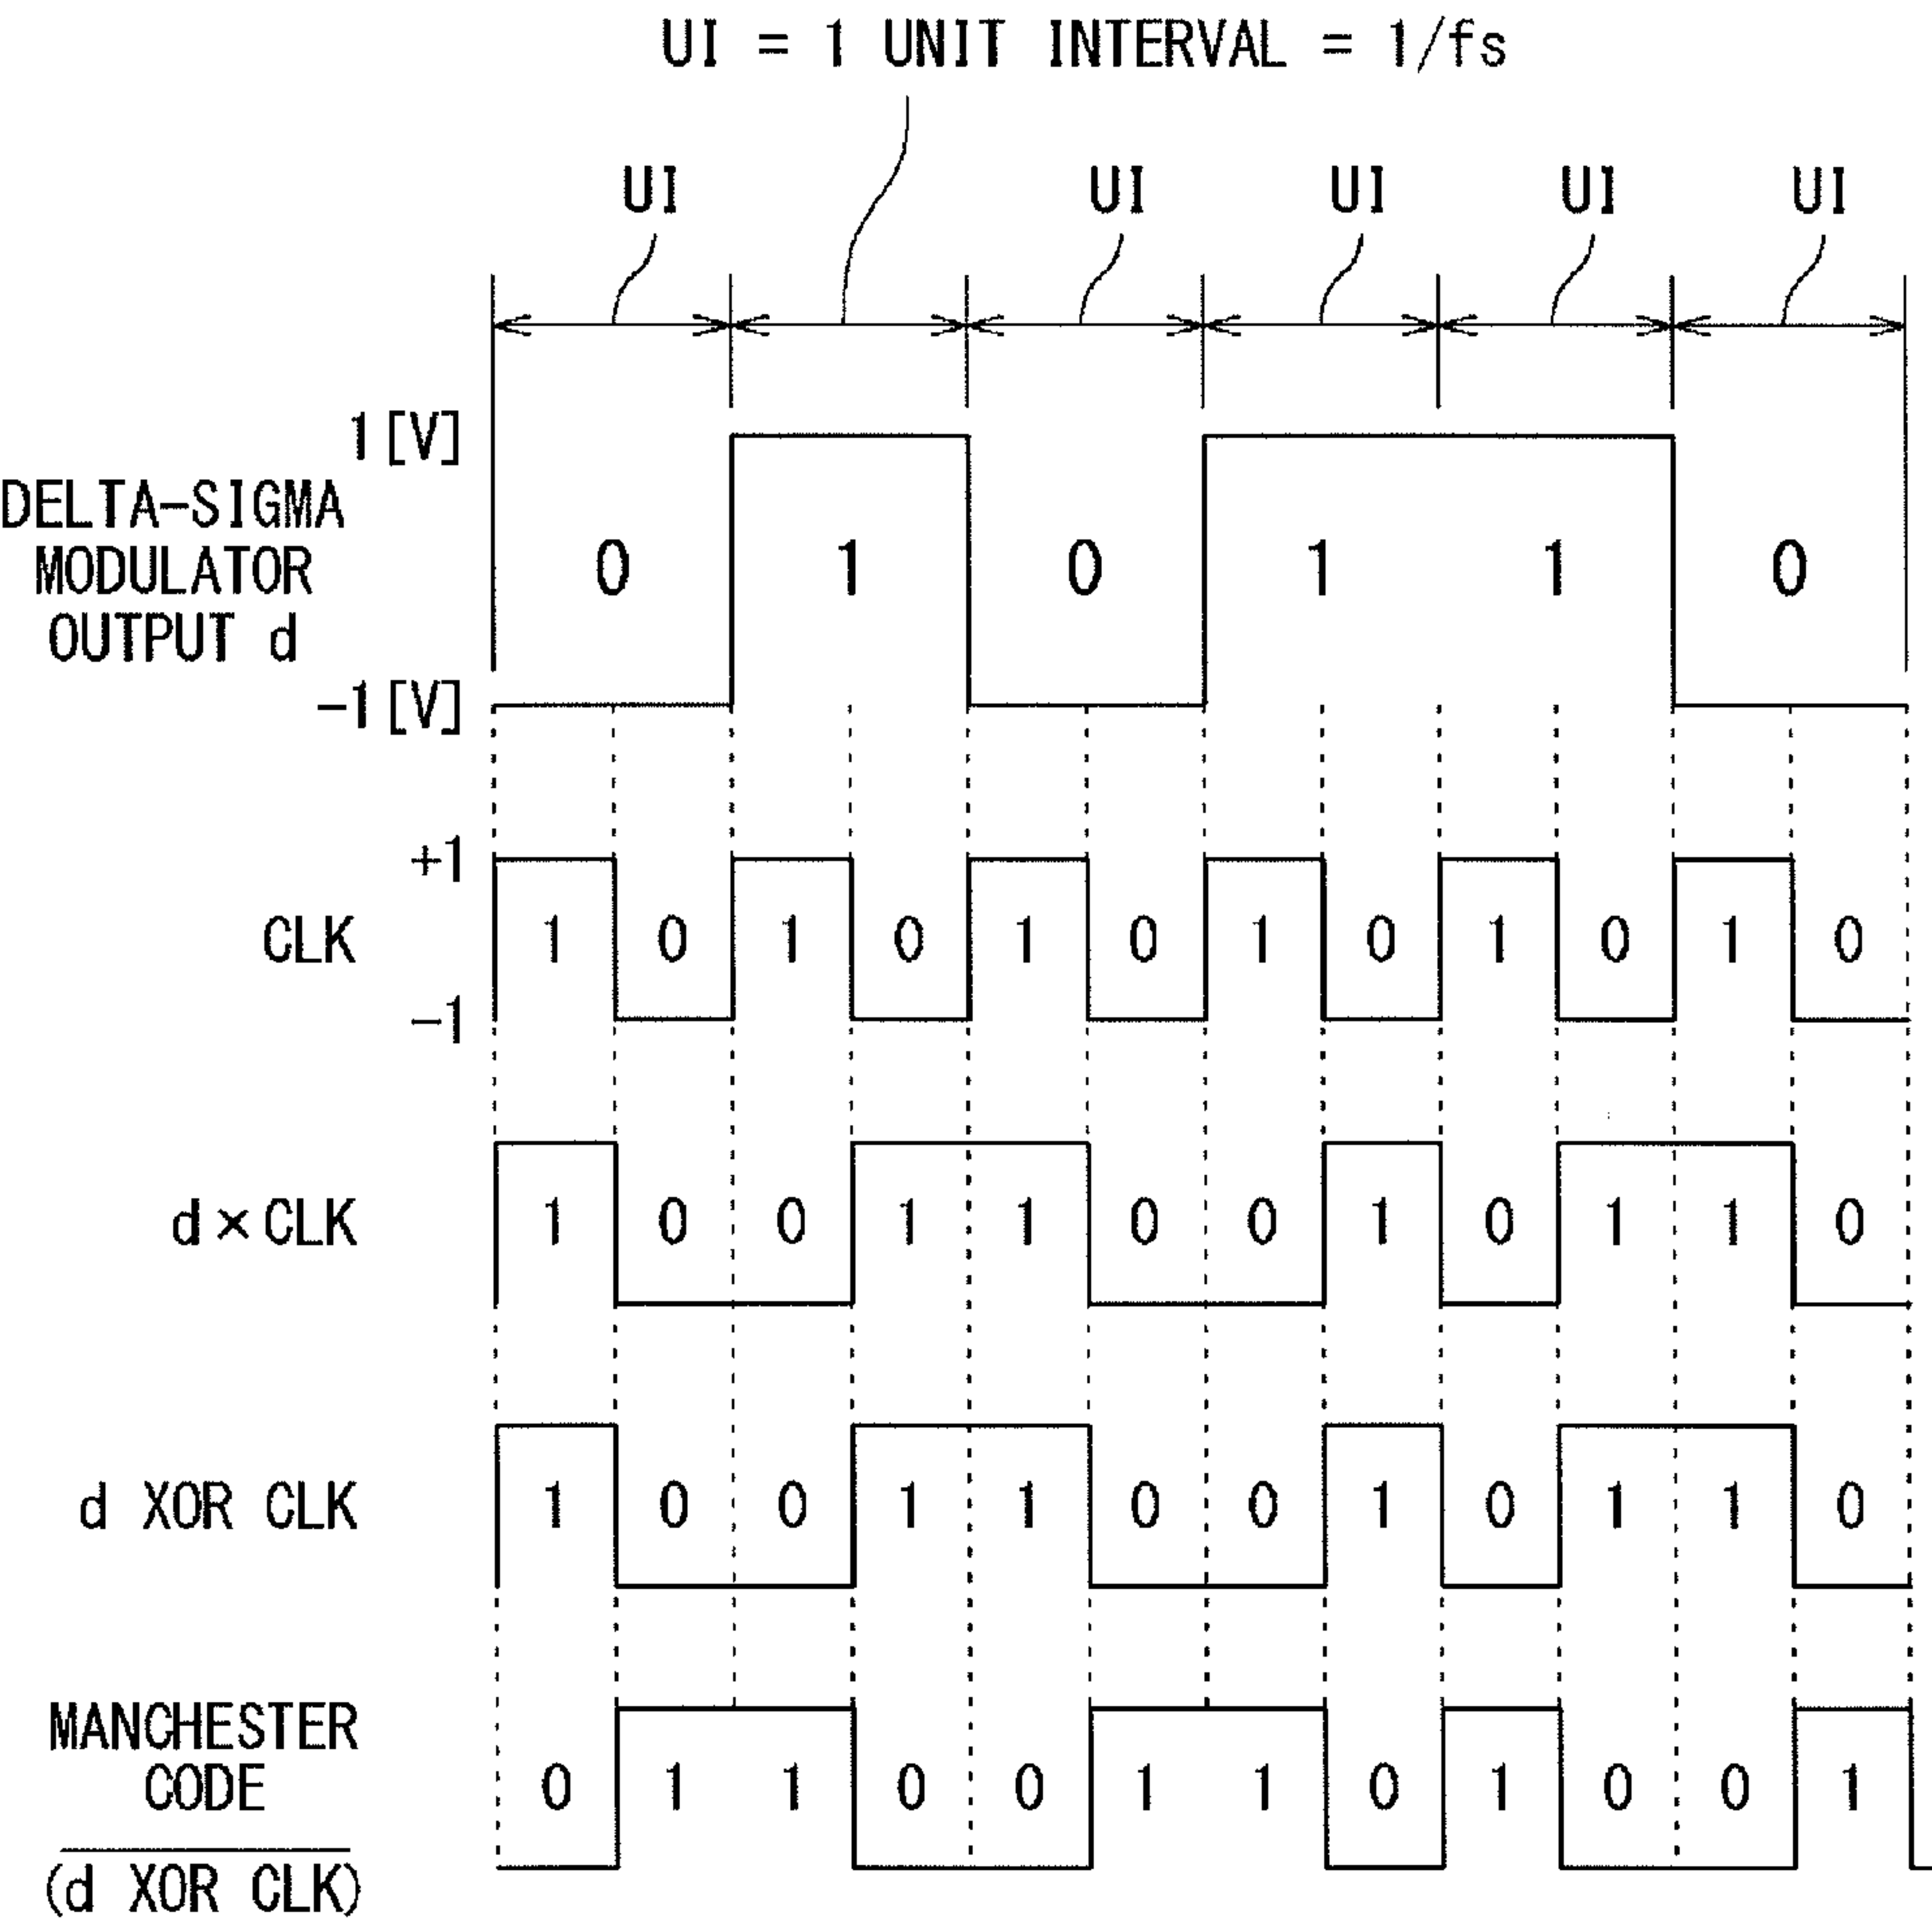 UI = 1 UNIT INTERVAL = 1/fs
UI UI UI UI UI
1[V]
DELTA-SIGMA
MODULATOR
OUTPUT d
0 1 0 1 1 0
-1[V]
+1
CLK
1 0 1 0 1 0 1 0 1 0 1 0
-1
d×CLK
1 0 0 1 1 0 0 1 0 1 1 0
d XOR CLK
1 0 0 1 1 0 0 1 0 1 1 0
MANCHESTER
CODE
0 1 1 0 0 1 1 0 1 0 0 1
(d XOR CLK)